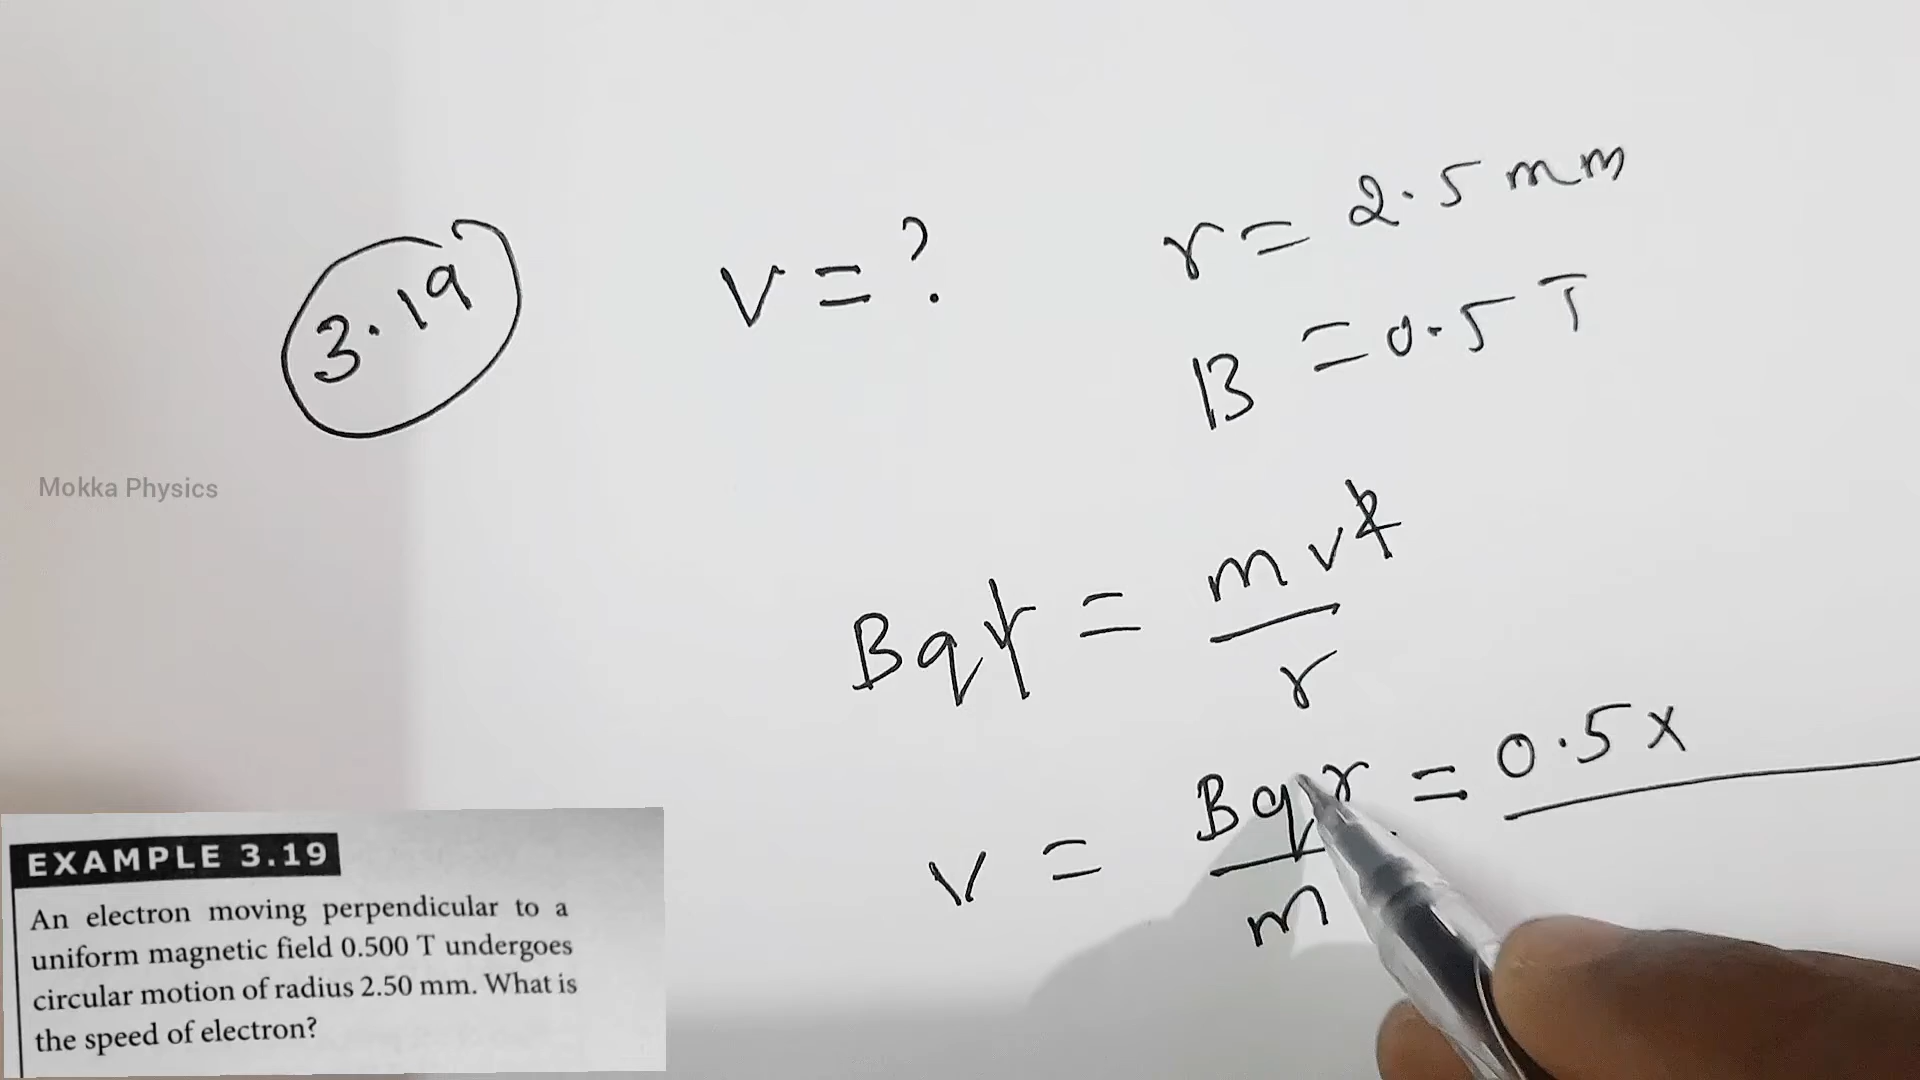 3.19
v = ?
r = 2.5 mm
B = 0.5 T
Mokka Physics
Bqv = mv²/r
v = Bqr/m = 0.5 x
EXAMPLE 3.19
An electron moving perpendicular to a
uniform magnetic field 0.500 T undergoes
circular motion of radius 2.50 mm. What is
the speed of electron?